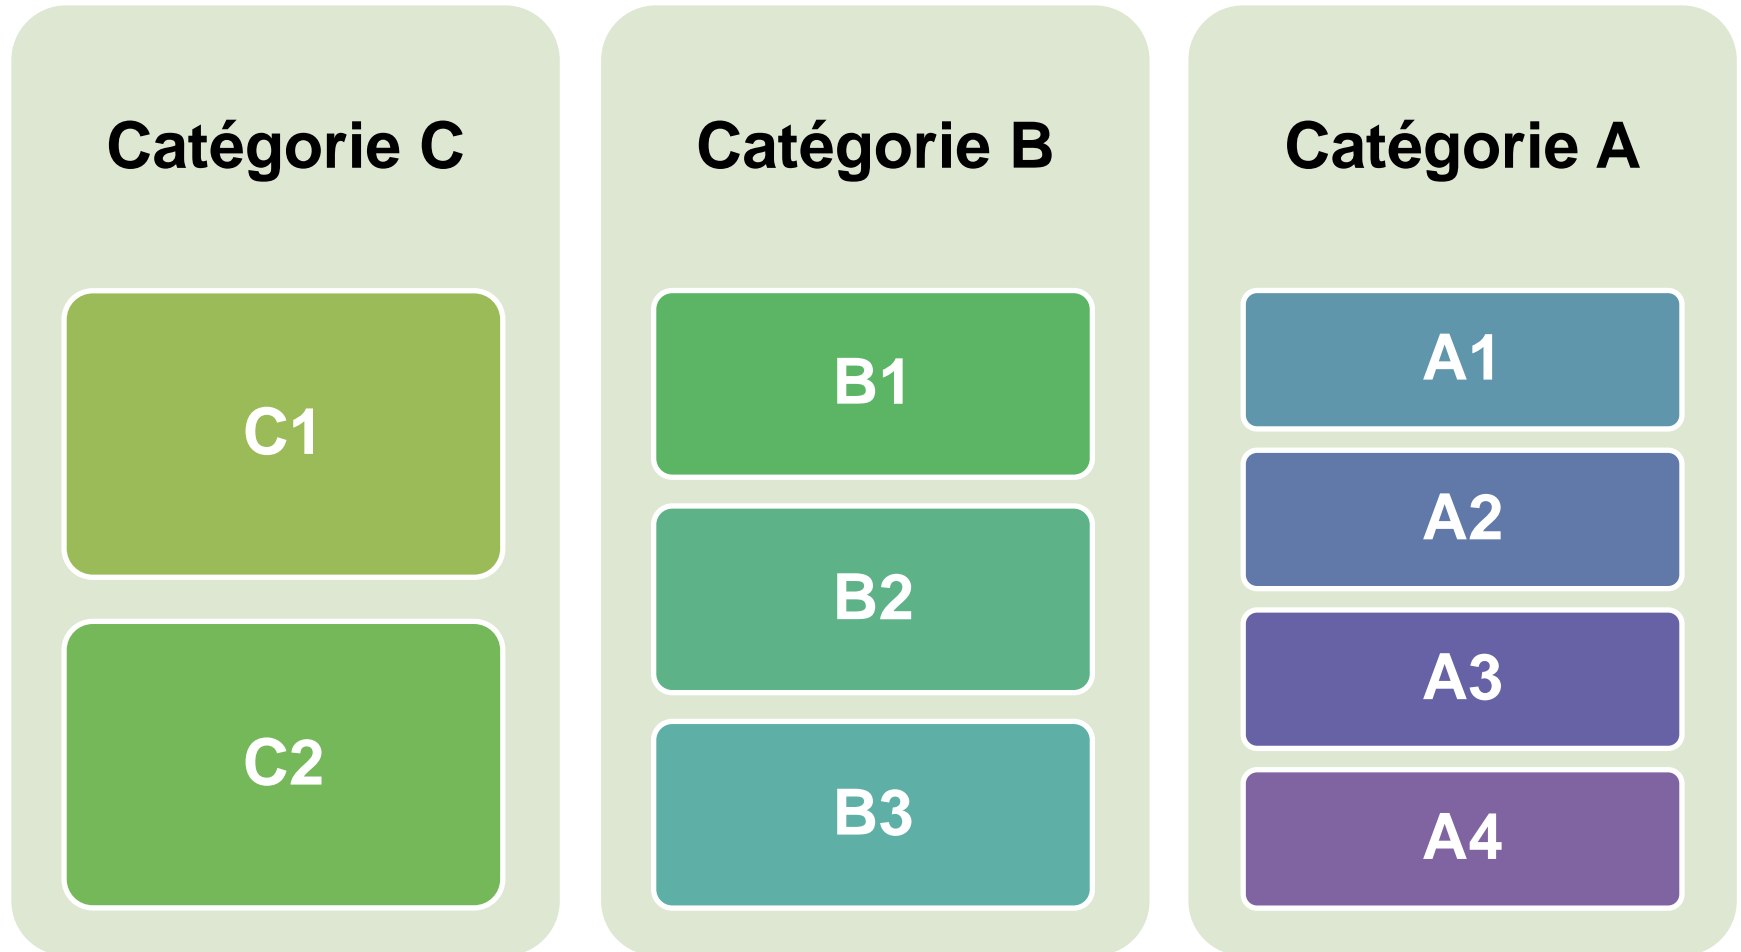 Catégorie C
C1
C2
Catégorie B
B1
B2
B3
Catégorie A
A1
A2
A3
A4